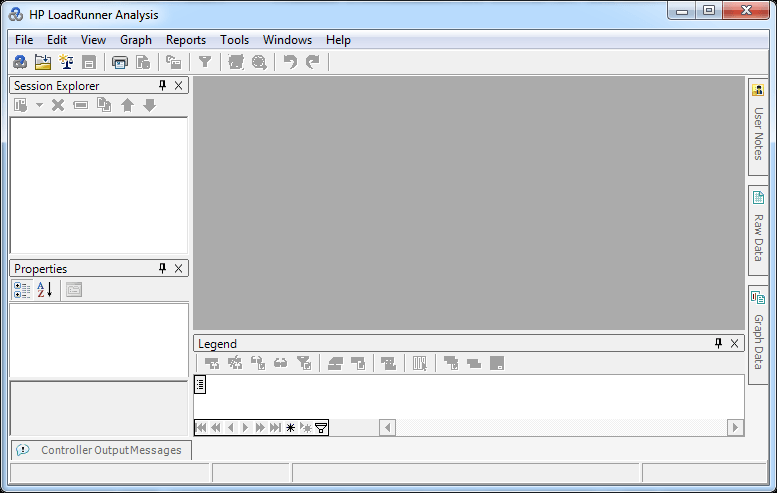 HP LoadRunner Analysis
File Edit View Graph Reports Tools Windows Help
Session Explorer
User Notes
Raw Data
Properties
A
Z
Graph Data
Legend
Controller Output Messages